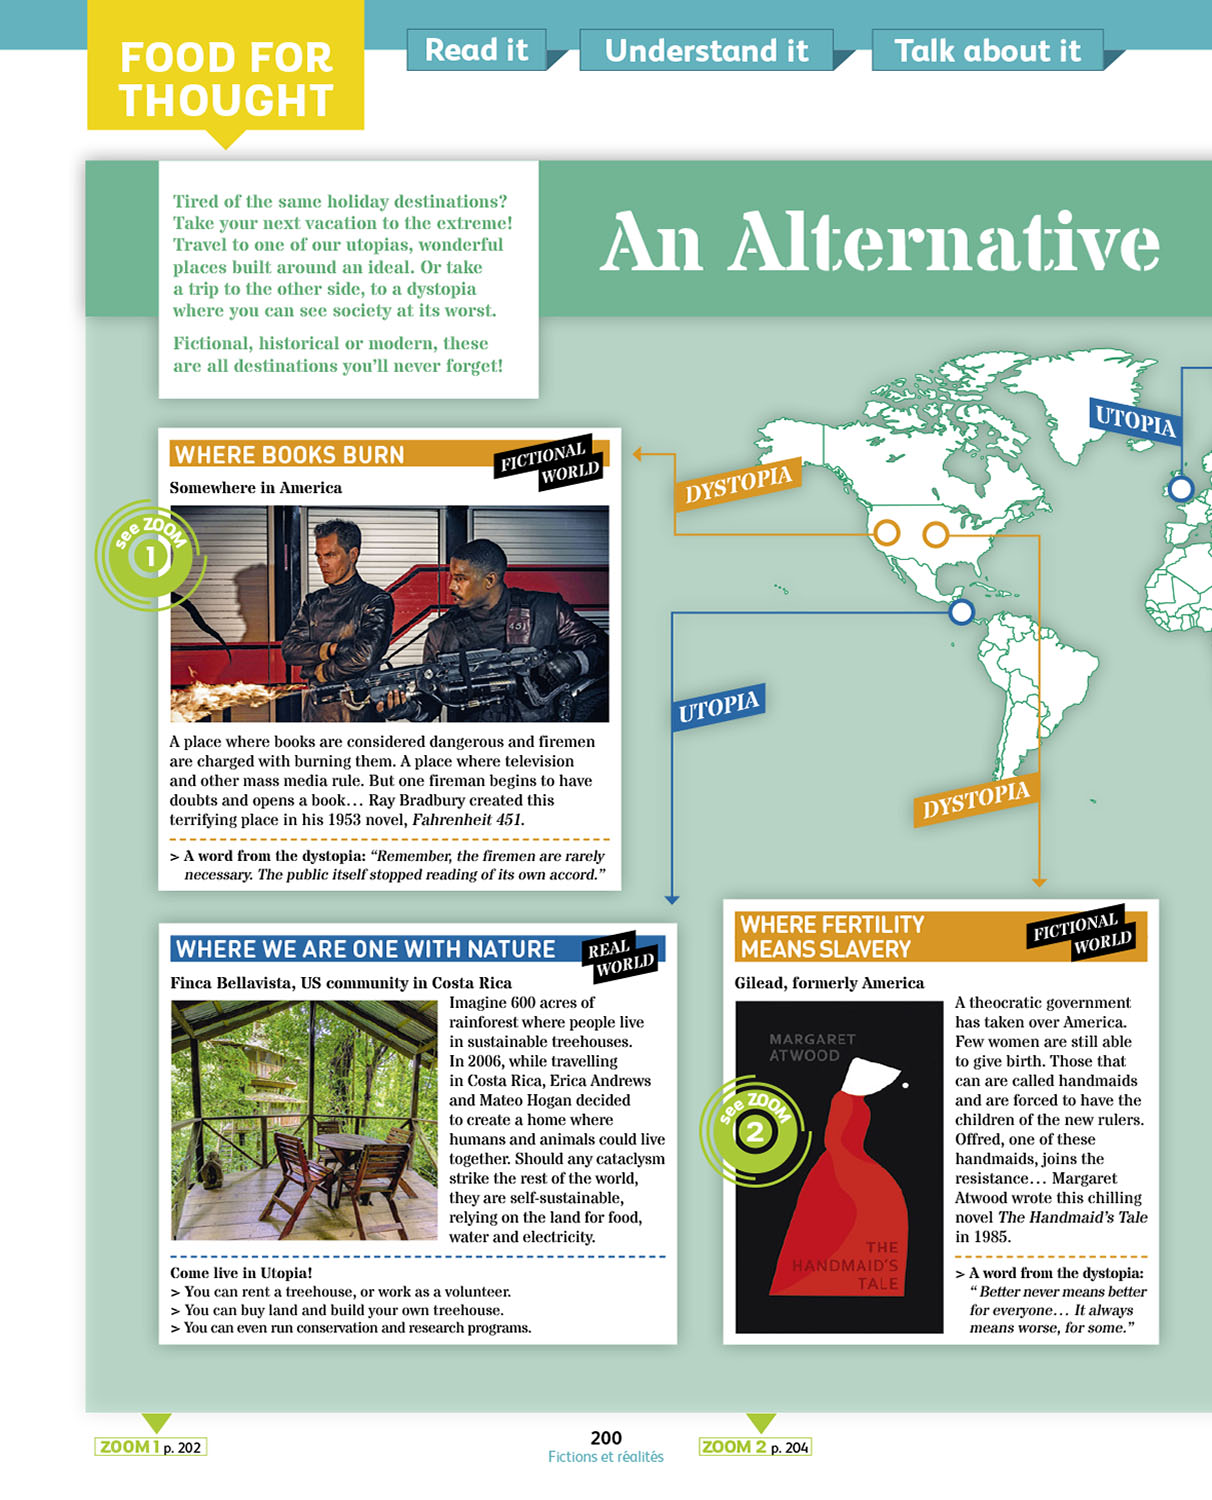 FOOD FOR
THOUGHT
Read it
Understand it
Talk about it
Tired of the same holiday destinations?
Take your next vacation to the extreme!
Travel to one of our utopias, wonderful
places built around an ideal. Or take
a trip to the other side, to a dystopia
where you can see society at its worst.
Fictional, historical or modern, these
are all destinations you'll never forget!
An Alternative
UTOPIA
DYSTOPIA
UTOPIA
DYSTOPIA
WHERE BOOKS BURN
FICTIONAL
WORLD
Somewhere in America
see ZOOM
1
451
A place where books are considered dangerous and firemen
are charged with burning them. A place where television
and other mass media rule. But one fireman begins to have
doubts and opens a book… Ray Bradbury created this
terrifying place in his 1953 novel, Fahrenheit 451.
> A word from the dystopia: “Remember, the firemen are rarely
necessary. The public itself stopped reading of its own accord.”
WHERE WE ARE ONE WITH NATURE
REAL
WORLD
Finca Bellavista, US community in Costa Rica
Imagine 600 acres of
rainforest where people live
in sustainable treehouses.
In 2006, while travelling
in Costa Rica, Erica Andrews
and Mateo Hogan decided
to create a home where
humans and animals could live
together. Should any cataclysm
strike the rest of the world,
they are self-sustainable,
relying on the land for food,
water and electricity.
Come live in Utopia!
> You can rent a treehouse, or work as a volunteer.
> You can buy land and build your own treehouse.
> You can even run conservation and research programs.
WHERE FERTILITY
MEANS SLAVERY
FICTIONAL
WORLD
Gilead, formerly America
MARGARET
ATWOOD
see ZOOM
2
THE
HANDMAID'S
TALE
A theocratic government
has taken over America.
Few women are still able
to give birth. Those that
can are called handmaids
and are forced to have the
children of the new rulers.
Offred, one of these
handmaids, joins the
resistance… Margaret
Atwood wrote this chilling
novel The Handmaid's Tale
in 1985.
> A word from the dystopia:
“ Better never means better
for everyone… It always
means worse, for some.”
ZOOM 1 p. 202
200
Fictions et réalités
ZOOM 2 p. 204